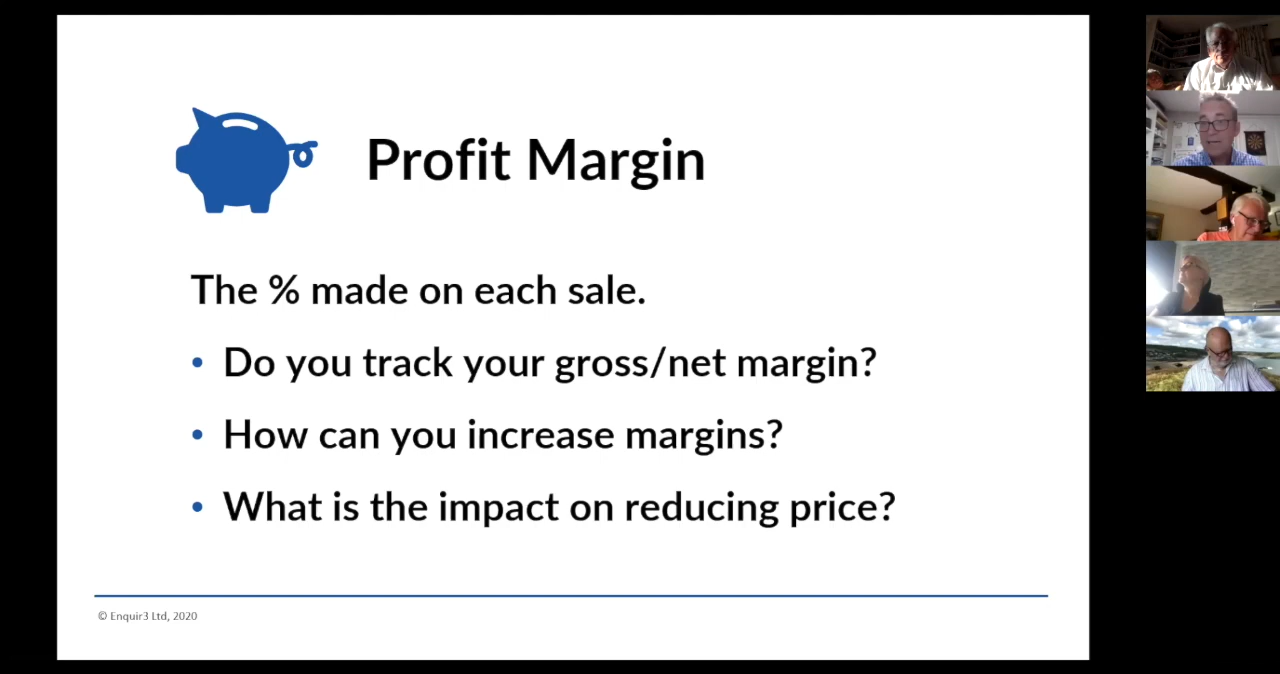 Profit Margin
The % made on each sale.
• Do you track your gross/net margin?
• How can you increase margins?
• What is the impact on reducing price?
© Enquir3 Ltd, 2020